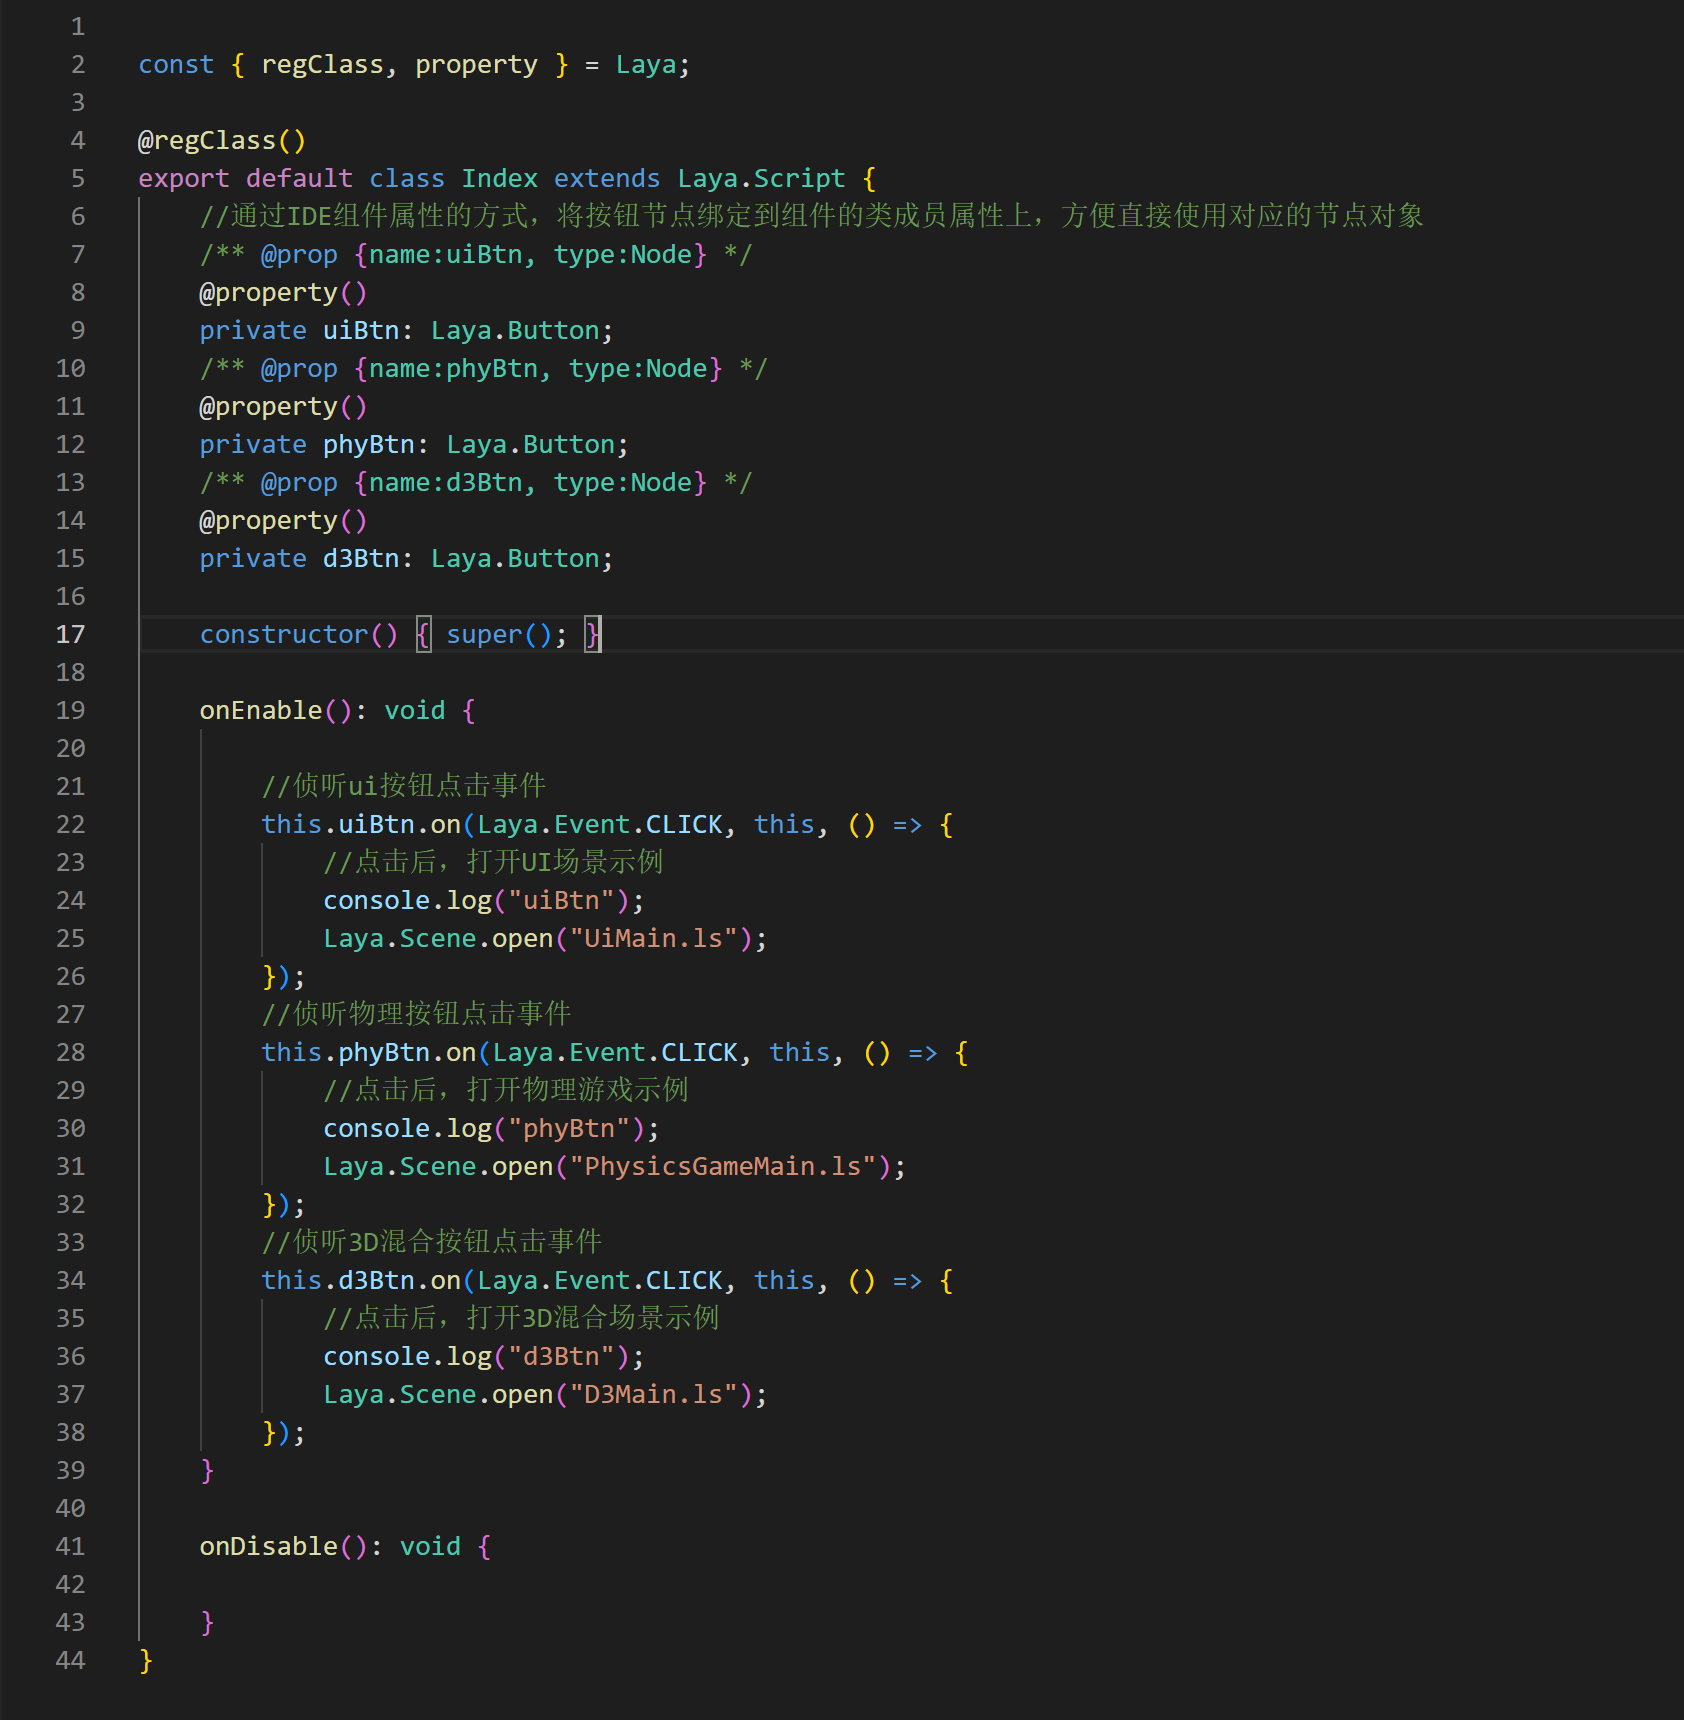 1
2 const { regClass, property } = Laya;
3
4 @regClass()
5 export default class Index extends Laya.Script {
6 //通过IDE组件属性的方式，将按钮节点绑定到组件的类成员属性上，方便直接使用对应的节点对象
7 /** @prop {name:uiBtn, type:Node} */
8 @property()
9 private uiBtn: Laya.Button;
10 /** @prop {name:phyBtn, type:Node} */
11 @property()
12 private phyBtn: Laya.Button;
13 /** @prop {name:d3Btn, type:Node} */
14 @property()
15 private d3Btn: Laya.Button;
16
17 constructor() { super(); }
18
19 onEnable(): void {
20
21 //侦听ui按钮点击事件
22 this.uiBtn.on(Laya.Event.CLICK, this, () => {
23 //点击后，打开UI场景示例
24 console.log("uiBtn");
25 Laya.Scene.open("UiMain.ls");
26 });
27 //侦听物理按钮点击事件
28 this.phyBtn.on(Laya.Event.CLICK, this, () => {
29 //点击后，打开物理游戏示例
30 console.log("phyBtn");
31 Laya.Scene.open("PhysicsGameMain.ls");
32 });
33 //侦听3D混合按钮点击事件
34 this.d3Btn.on(Laya.Event.CLICK, this, () => {
35 //点击后，打开3D混合场景示例
36 console.log("d3Btn");
37 Laya.Scene.open("D3Main.ls");
38 });
39 }
40
41 onDisable(): void {
42
43 }
44 }